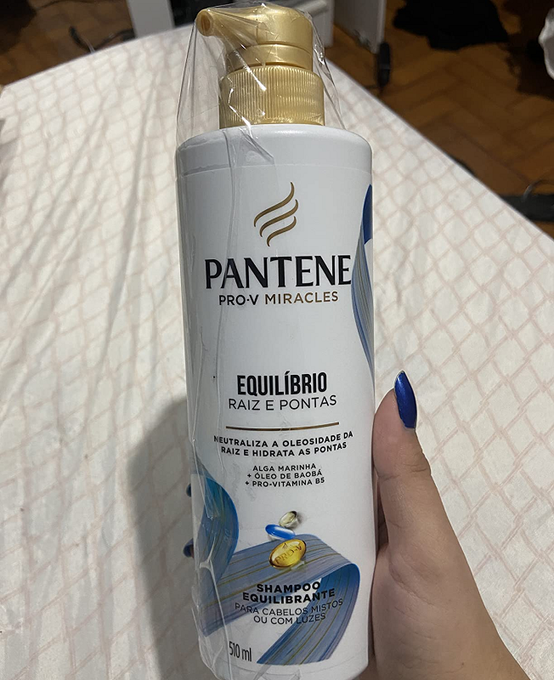 PANTENE
PRO-V MIRACLES
EQUILÍBRIO
RAIZ E PONTAS
NEUTRALIZA A OLEOSIDADE DA
RAIZ E HIDRATA AS PONTAS
ALGA MARINHA
+ ÓLEO DE BAOBÁ
+ PRO-VITAMINA B5
PRO-V
SHAMPOO
EQUILIBRANTE
PARA CABELOS MISTOS
OU COM LUZES
510 ml